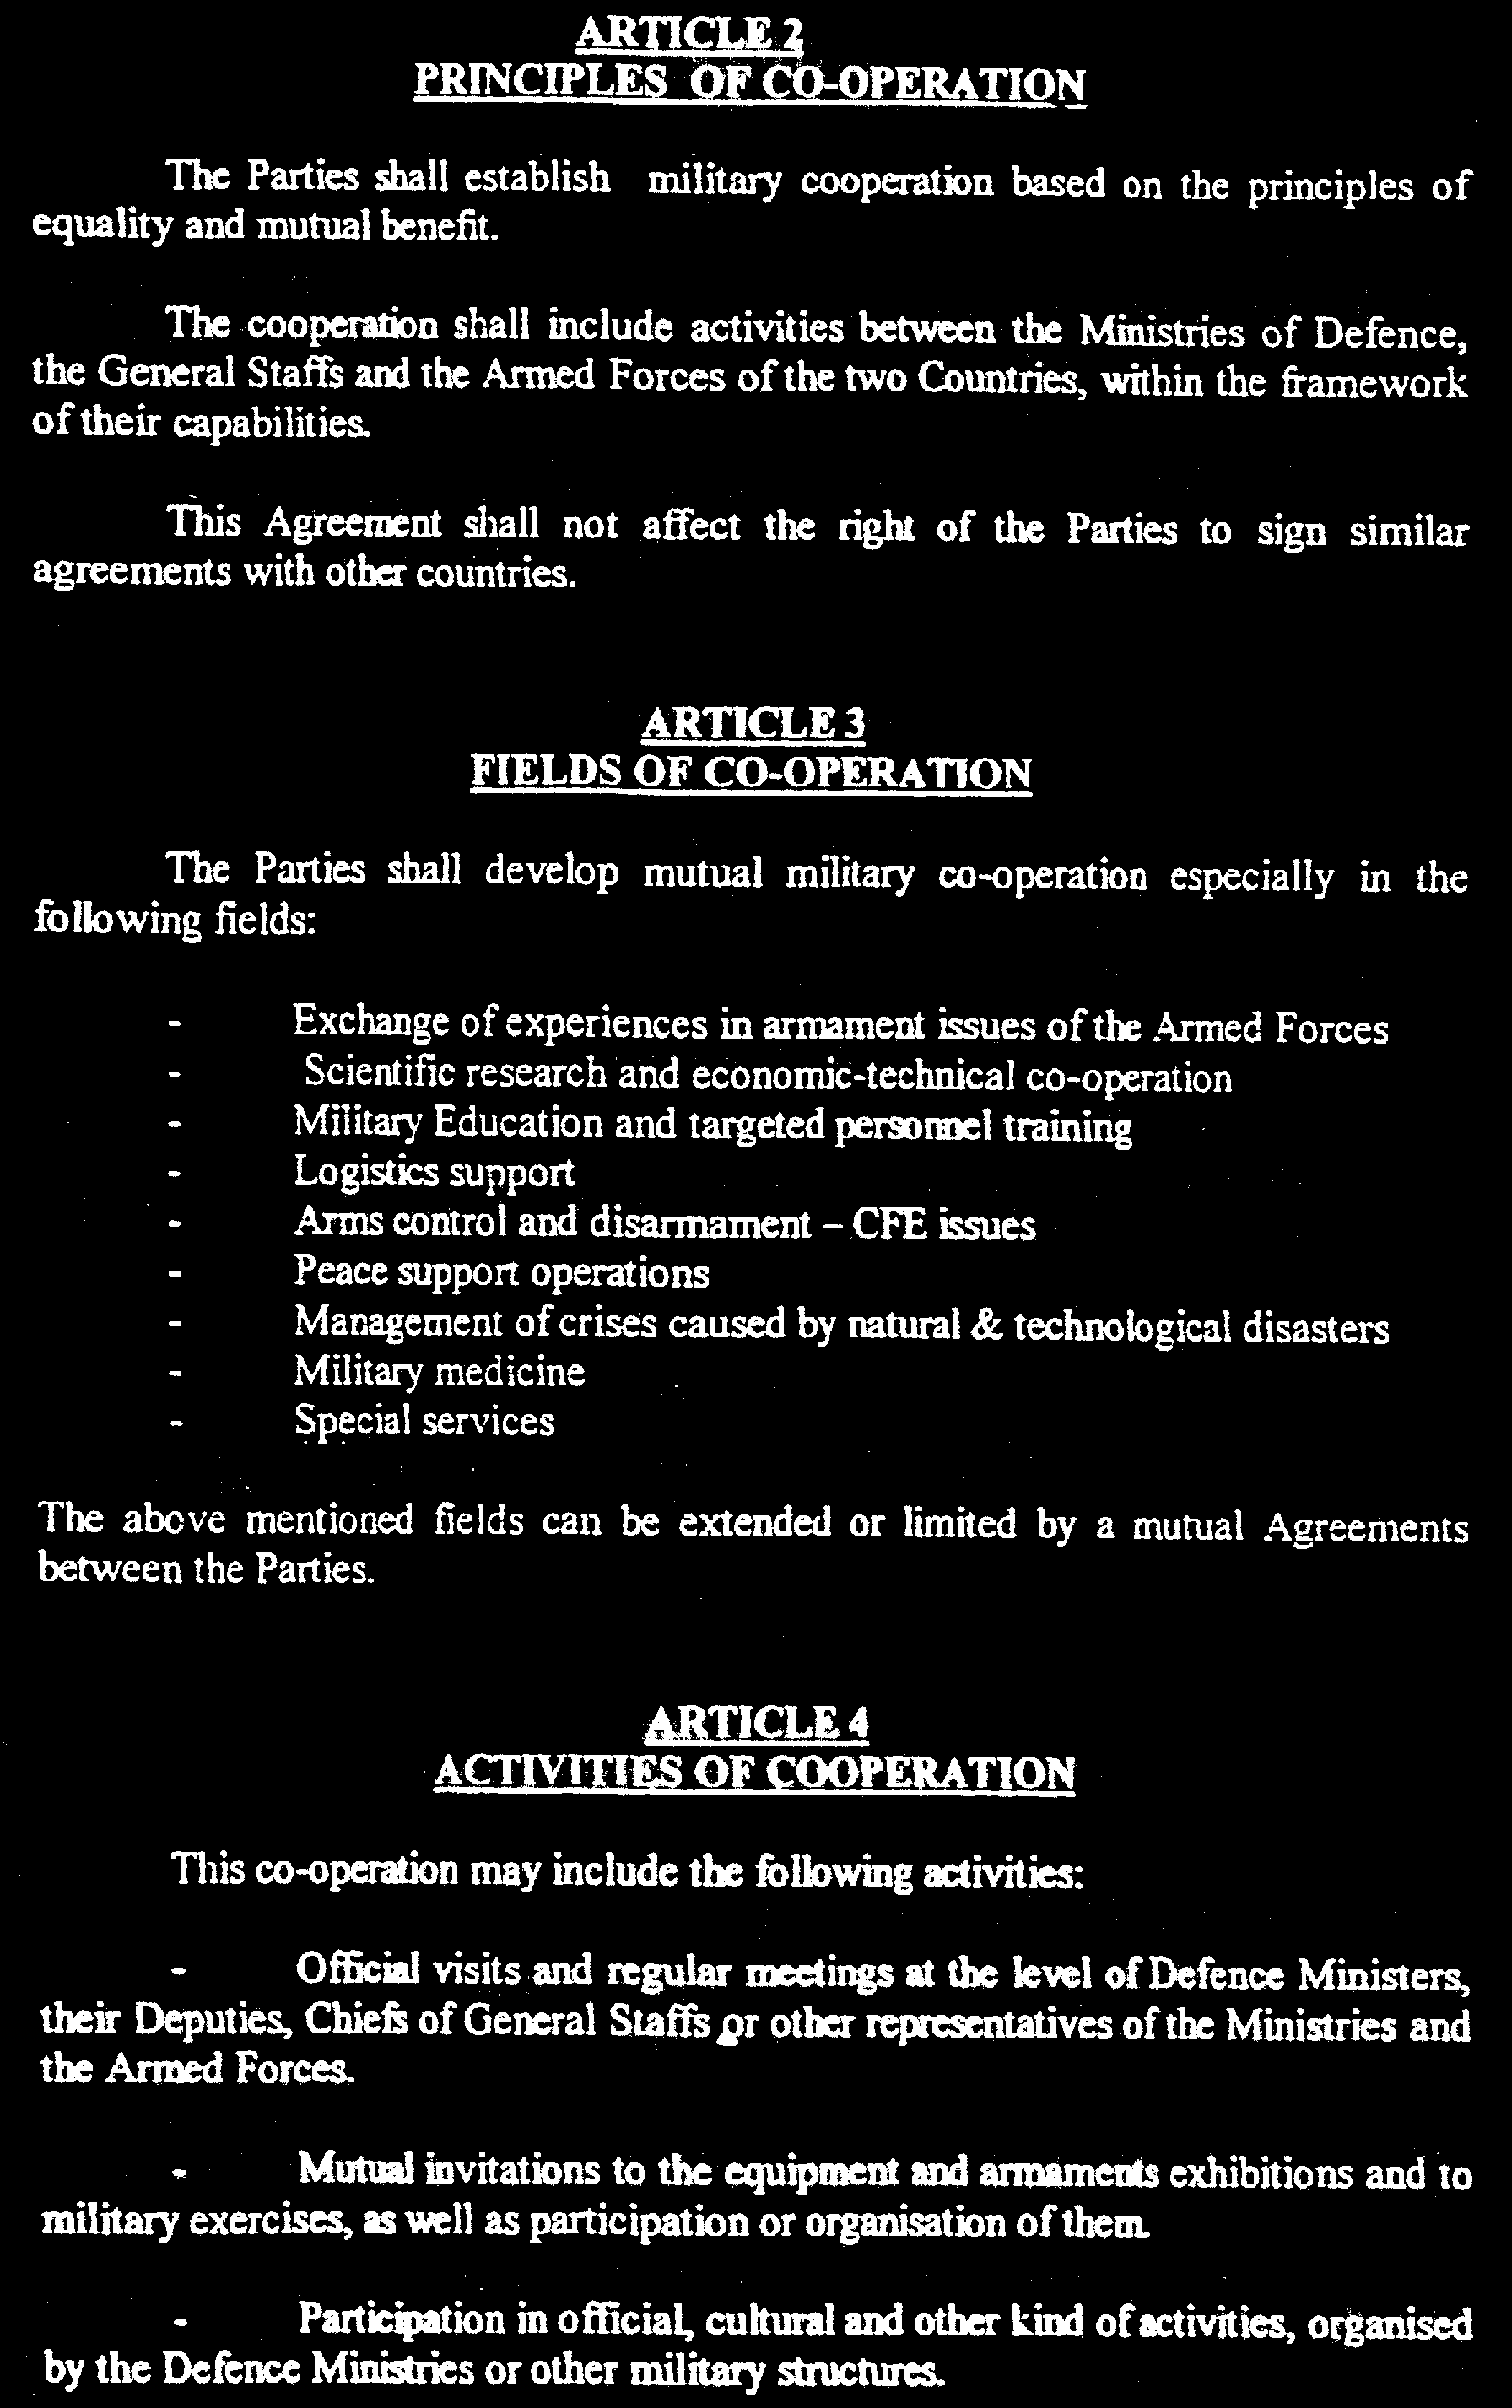 ARTICLE 2
PRINCIPLES OF CO-OPERATION
The Parties shall establish military cooperation based on the principles of
equality and mutual benefit.
The cooperation shall include activities between the Ministries of Defence,
the General Staffs and the Armed Forces of the two Countries, within the framework
of their capabilities.
This Agreement shall not affect the right of the Parties to sign similar
agreements with other countries.
ARTICLE 3
FIELDS OF CO-OPERATION
The Parties shall develop mutual military co-operation especially in the
following fields:
- Exchange of experiences in armament issues of the Armed Forces
- Scientific research and economic-technical co-operation
- Military Education and targeted personnel training
- Logistics support
- Arms control and disarmament – CFE issues
- Peace support operations
- Management of crises caused by natural & technological disasters
- Military medicine
- Special services
The above mentioned fields can be extended or limited by a mutual Agreements
between the Parties.
ARTICLE 4
ACTIVITIES OF COOPERATION
This co-operation may include the following activities:
- Official visits and regular meetings at the level of Defence Ministers,
their Deputies, Chiefs of General Staffs or other representatives of the Ministries and
the Armed Forces.
- Mutual invitations to the equipment and armaments exhibitions and to
military exercises, as well as participation or organisation of them.
- Participation in official, cultural and other kind of activities, organised
by the Defence Ministries or other military structures.